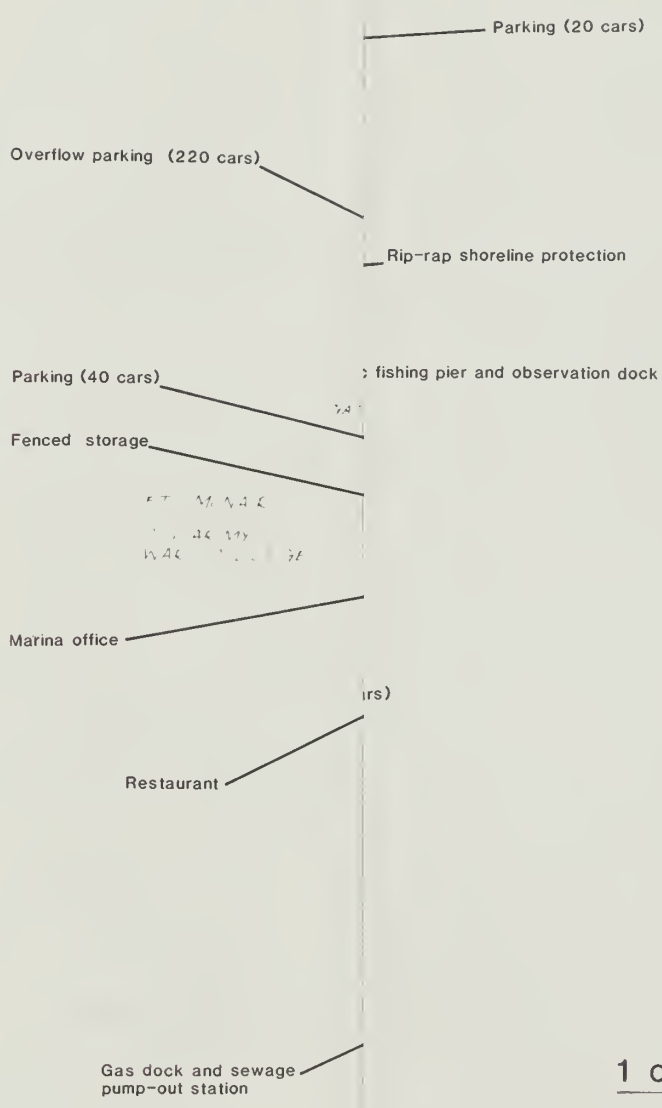 Parking (20 cars)
Overflow parking (220 cars)
Rip-rap shoreline protection
Parking (40 cars)
fishing pier and observation dock
Fenced storage
Marina office
rs)
Restaurant
Gas dock and sewage
pump-out station
1